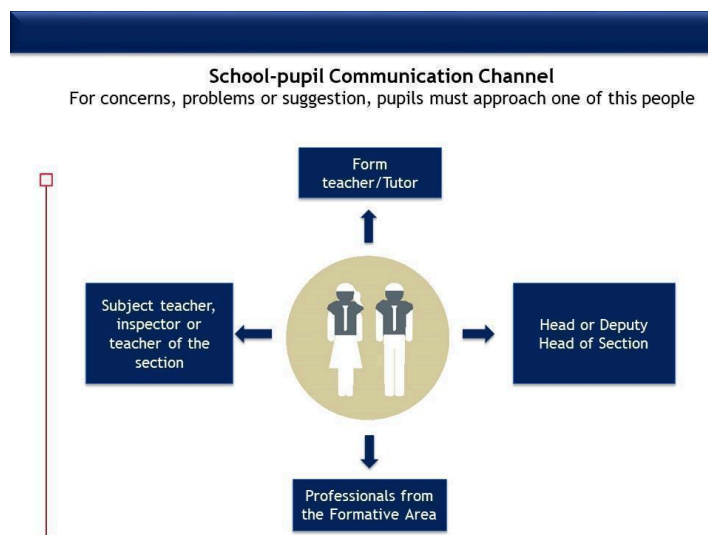 School-pupil Communication Channel
For concerns, problems or suggestion, pupils must approach one of this people
Form
teacher/Tutor
Subject teacher,
inspector or
teacher of the
section
Head or Deputy
Head of Section
Professionals from
the Formative Area